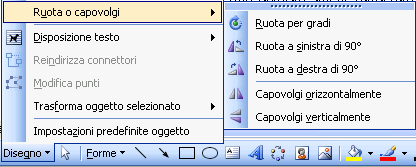 Ruota o capovolgi
Disposizione testo
Reindirizza connettori
Modifica punti
Trasforma oggetto selezionato
Impostazioni predefinite oggetto
Ruota per gradi
Ruota a sinistra di 90°
Ruota a destra di 90°
Capovolgi orizzontalmente
Capovolgi verticalmente
Disegno
Forme